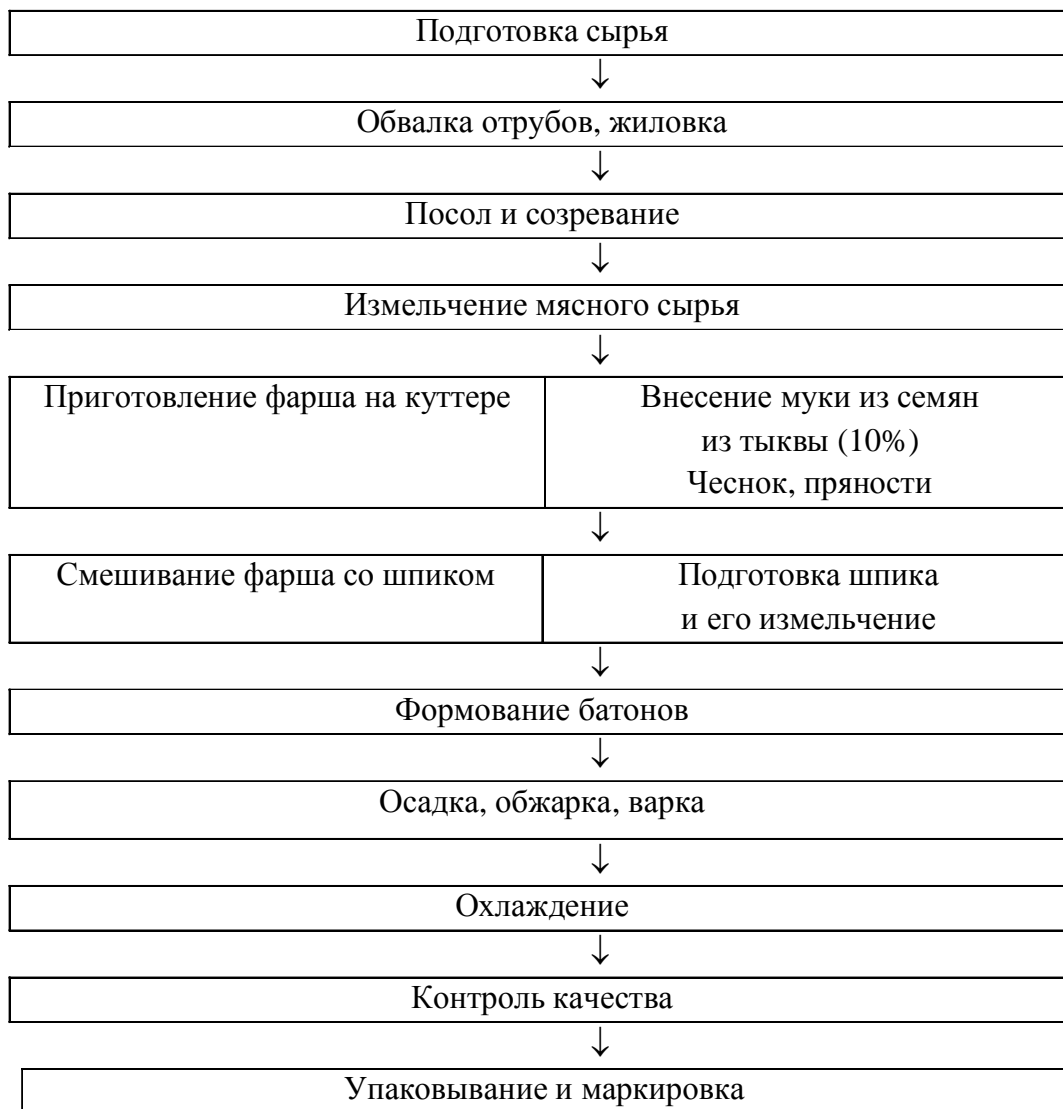 Подготовка сырья
↓
Обвалка отрубов, жиловка
↓
Посол и созревание
↓
Измельчение мясного сырья
↓
Приготовление фарша на куттере
Внесение муки из семян
из тыквы (10%)
Чеснок, пряности
↓
Смешивание фарша со шпиком
Подготовка шпика
и его измельчение
↓
Формование батонов
↓
Осадка, обжарка, варка
↓
Охлаждение
↓
Контроль качества
↓
Упаковывание и маркировка